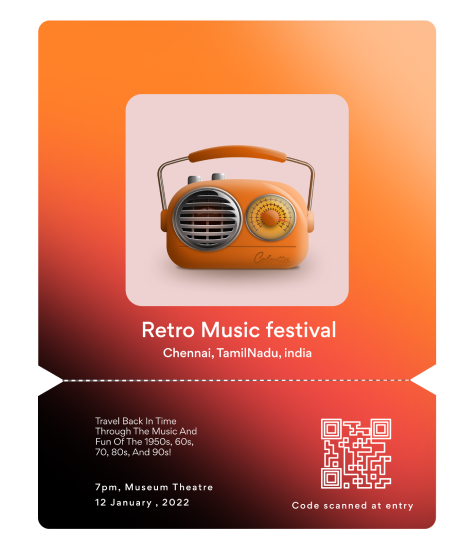 Retro Music festival
Chennai, TamilNadu, india
Travel Back In Time
Through The Music And
Fun Of The 1950s, 60s,
70, 80s, And 90s!
7pm, Museum Theatre
12 January , 2022
Code scanned at entry